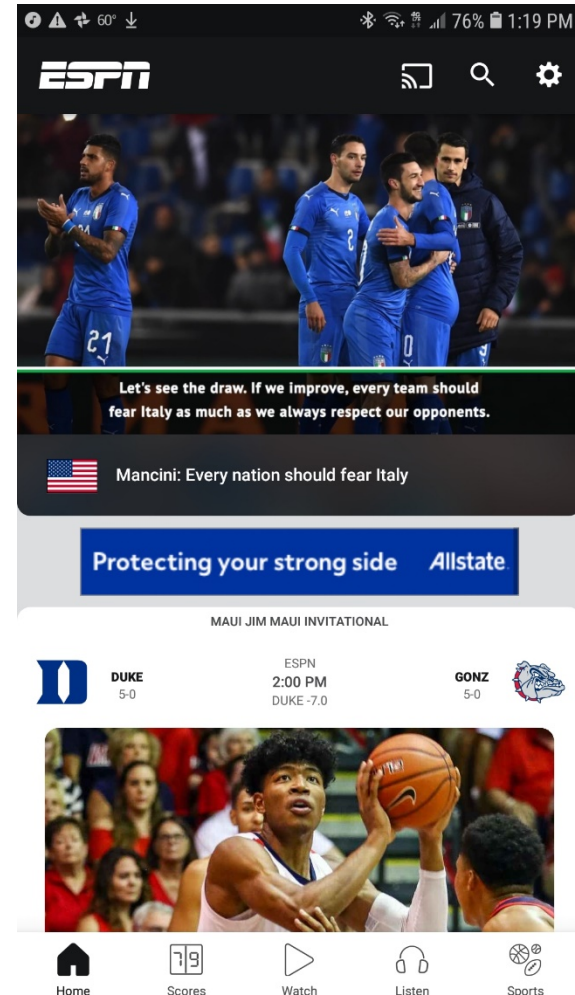 60° 76% 1:19 PM
ESPN
21
2
Let's see the draw. If we improve, every team should
fear Italy as much as we always respect our opponents.
Mancini: Every nation should fear Italy
Protecting your strong side Allstate.
MAUI JIM MAUI INVITATIONAL
DUKE
5-0
ESPN
2:00 PM
DUKE -7.0
GONZ
5-0
Home Scores Watch Listen Sports